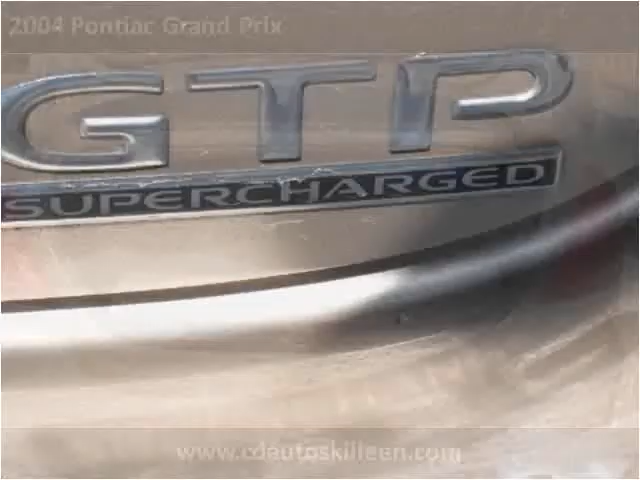 2004 Pontiac Grand Prix
GTP
SUPERCHARGED
www.cdautoskilleen.com